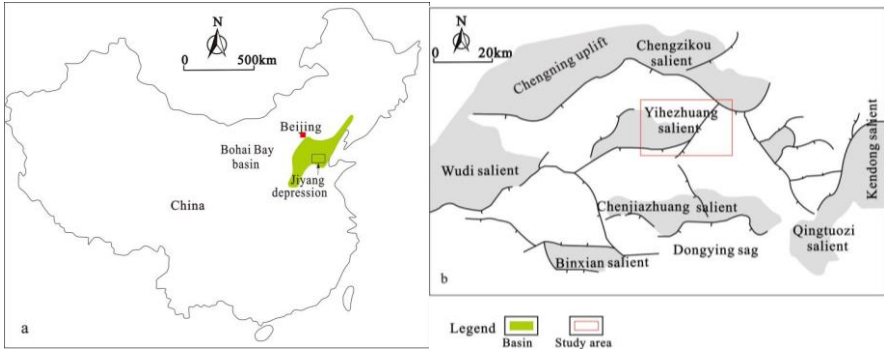 N
0 500km
Beijing
Bohai Bay
basin
Jiyang
depression
China
a
N
0 20km
Chengning uplift
Chengzikou
salient
Yihezhuang
salient
Wudi salient
Kendong salient
Chenjiazhuang salient
Qingtuozi
salient
Dongying sag
Binxian salient
b
Legend
Basin
Study area